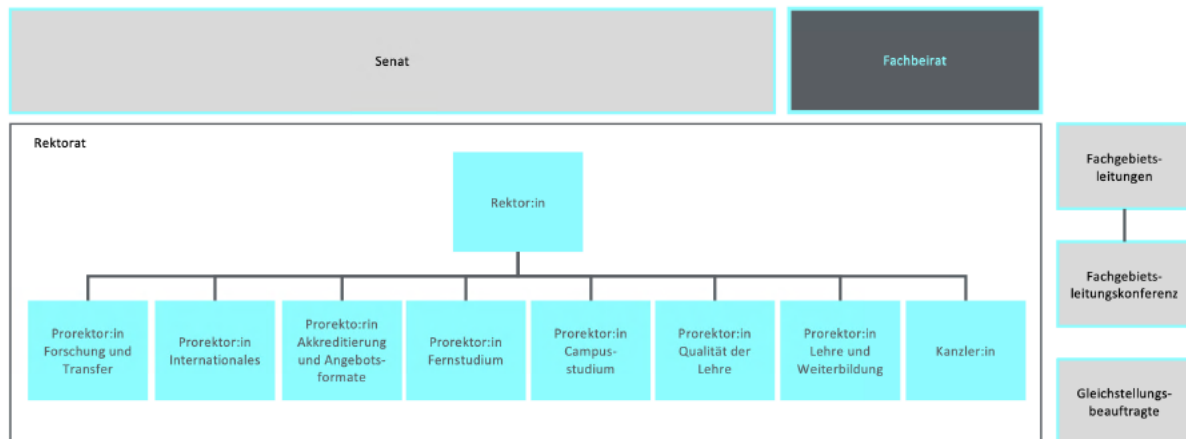 Senat
Fachbeirat
Rektorat
Rektor:in
Prorektor:in
Forschung und
Transfer
Prorektor:in
Internationales
Prorekto:rin
Akkreditierung
und Angebots-
formate
Prorektor:in
Fernstudium
Prorektor:in
Campus-
studium
Prorektor:in
Qualität der
Lehre
Prorektor:in
Lehre und
Weiterbildung
Kanzler:in
Fachgebiets-
leitungen
Fachgebiets-
leitungskonferenz
Gleichstellungs-
beauftragte